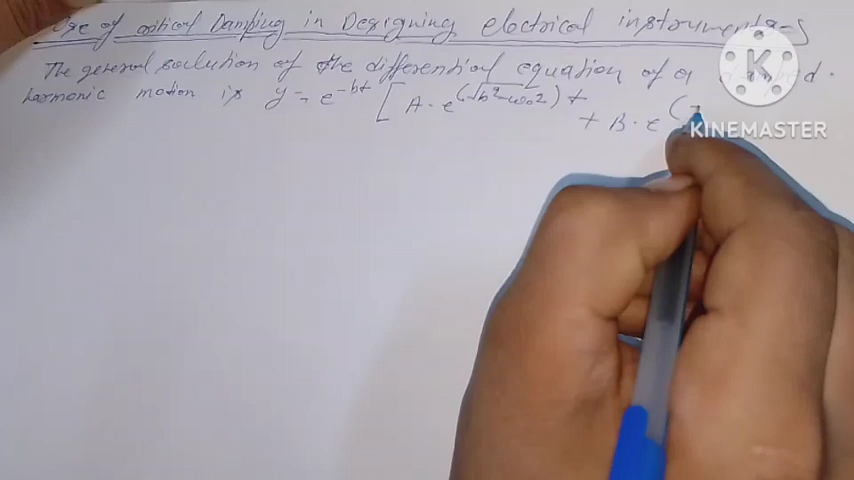 Use of critical Damping in Designing electrical instruments
The general solution of the differential equation of a damped
harmonic motion is y = e^{-bt} [ A · e^{(√b²-ω₀²)t}
+ B · e^{(-
K
KINEMASTER